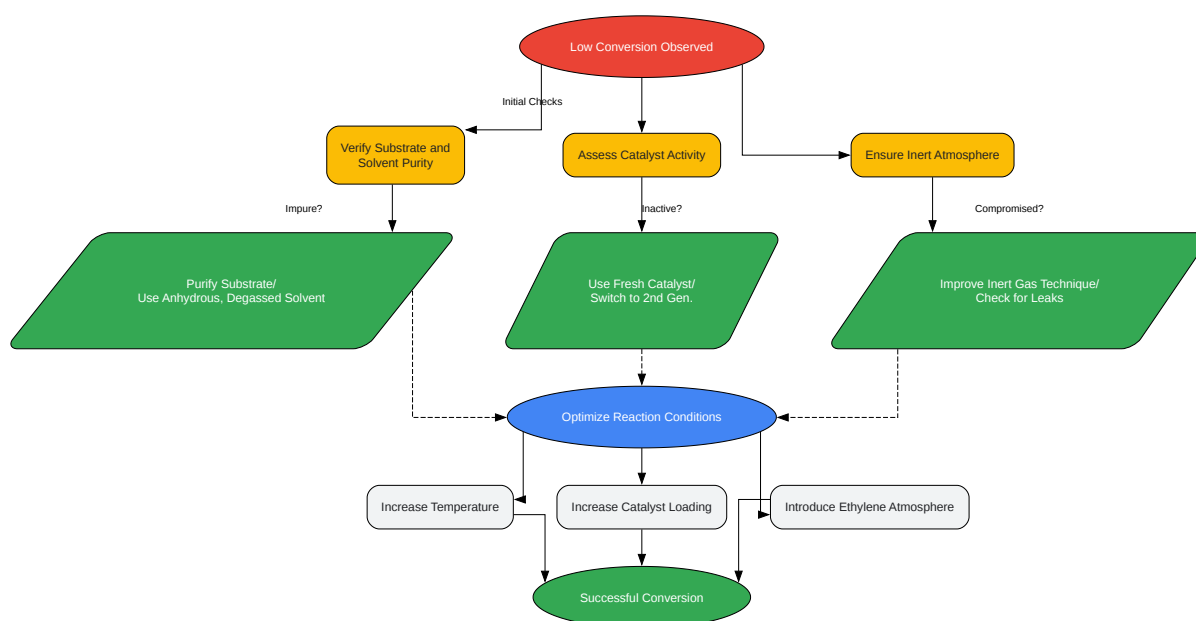 Low Conversion Observed
Initial Checks
Verify Substrate and
Solvent Purity
Assess Catalyst Activity
Ensure Inert Atmosphere
Impure?
Inactive?
Compromised?
Purify Substrate/
Use Anhydrous, Degassed Solvent
Use Fresh Catalyst/
Switch to 2nd Gen.
Improve Inert Gas Technique/
Check for Leaks
Optimize Reaction Conditions
Increase Temperature
Increase Catalyst Loading
Introduce Ethylene Atmosphere
Successful Conversion